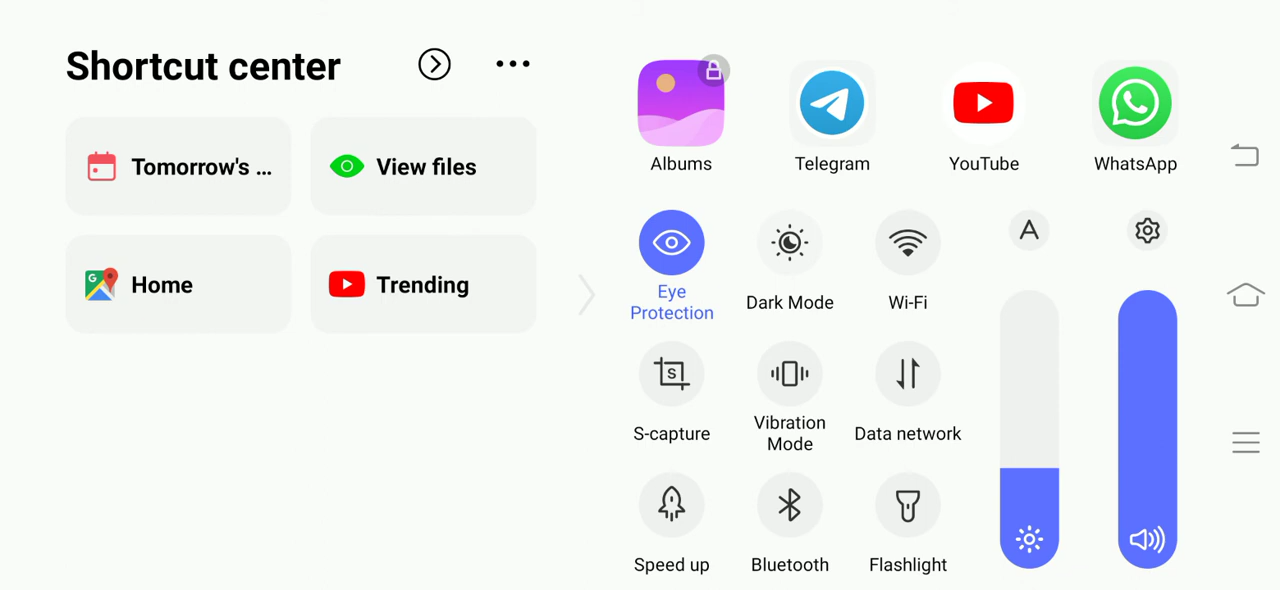 Shortcut center
Tomorrow's ...
View files
Home
Trending
Albums
Telegram
YouTube
WhatsApp
Eye
Protection
Dark Mode
Wi-Fi
A
S
S-capture
Vibration
Mode
Data network
Speed up
Bluetooth
Flashlight